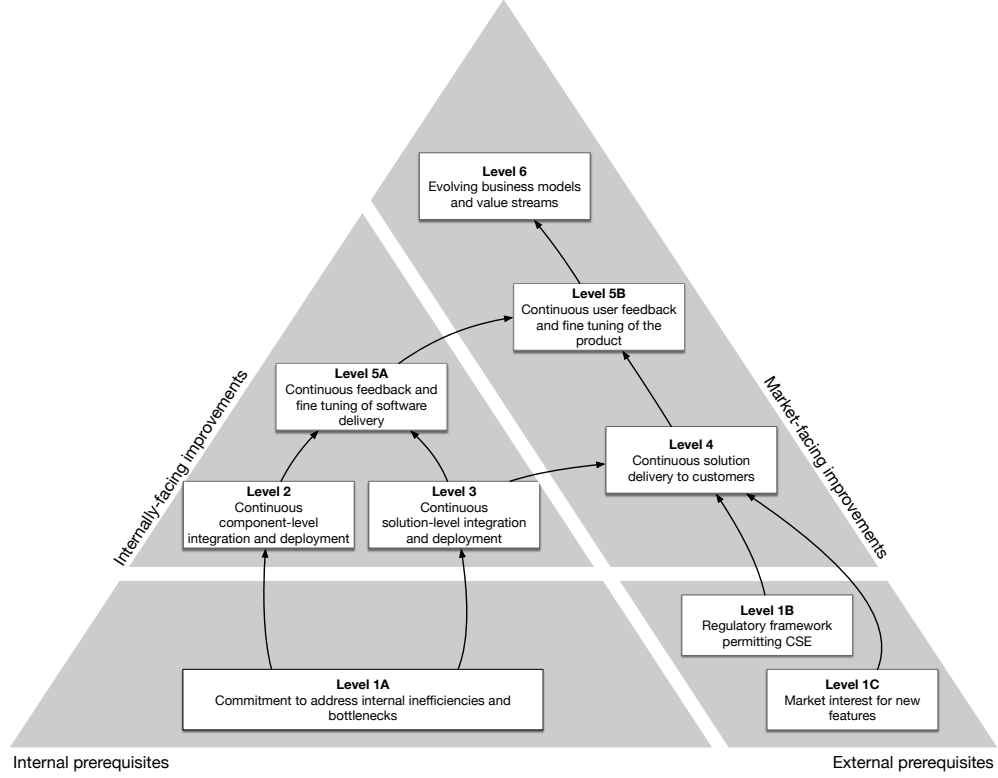 Level 6
Evolving business models
and value streams
Level 5B
Continuous user feedback
and fine tuning of the
product
Level 5A
Continuous feedback and
fine tuning of software
delivery
Internally-facing improvements
Market-facing improvements
Level 4
Continuous solution
delivery to customers
Level 2
Continuous
component-level
integration and deployment
Level 3
Continuous
solution-level integration
and deployment
Level 1B
Regulatory framework
permitting CSE
Level 1A
Commitment to address internal inefficiencies and
bottlenecks
Level 1C
Market interest for new
features
Internal prerequisites
External prerequisites